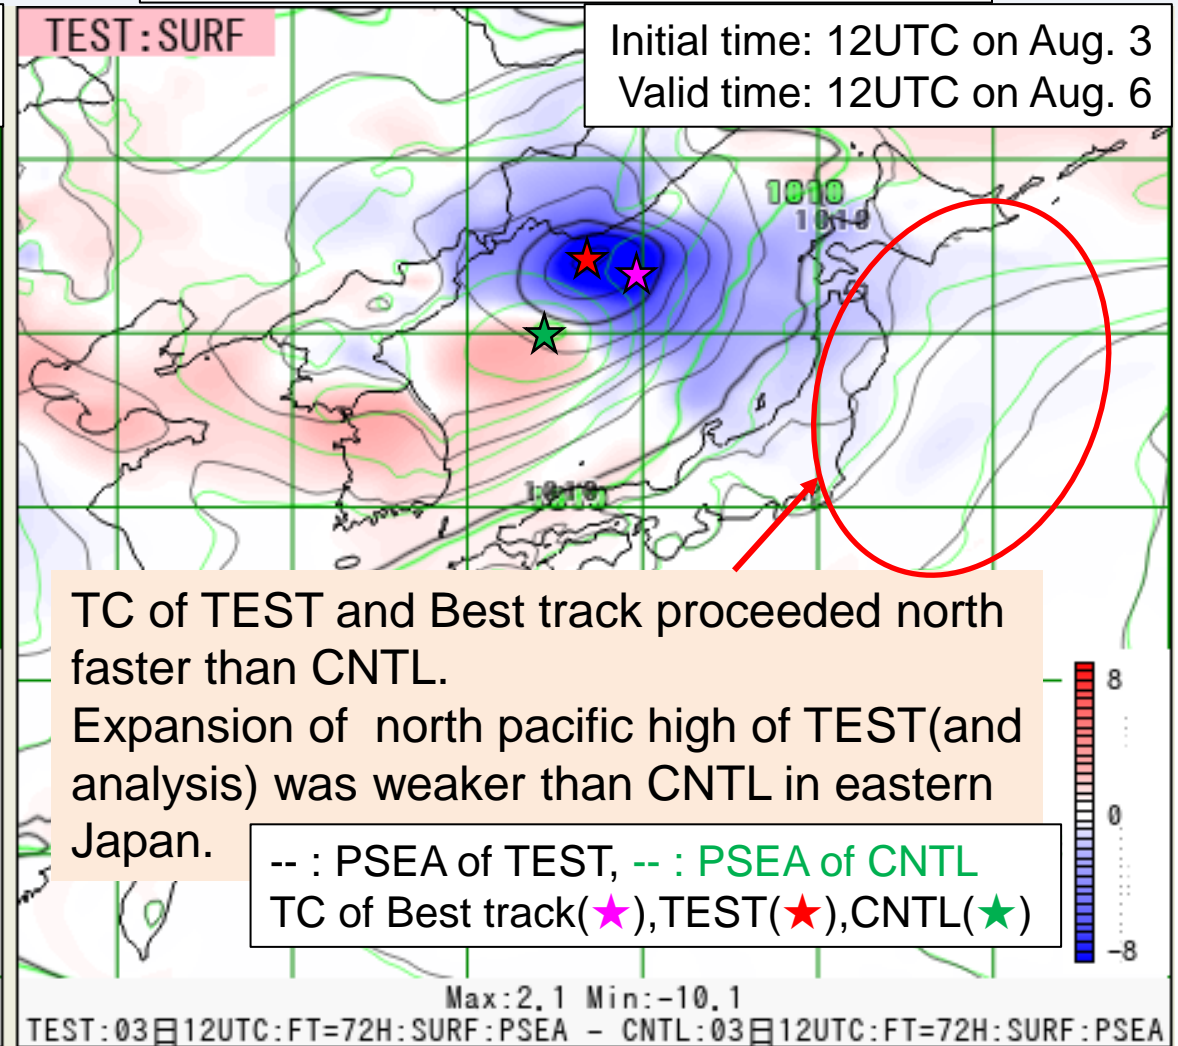 TEST:SURF
Initial time: 12UTC on Aug. 3
Valid time: 12UTC on Aug. 6
1010
1010
1010
1010
TC of TEST and Best track proceeded north
faster than CNTL.
Expansion of  north pacific high of TEST(and
analysis) was weaker than CNTL in eastern
Japan.
8
0
-8
-- : PSEA of TEST, -- : PSEA of CNTL
TC of Best track(★),TEST(★),CNTL(★)
Max:2.1 Min:-10.1
TEST:03日12UTC:FT=72H:SURF:PSEA - CNTL:03日12UTC:FT=72H:SURF:PSEA